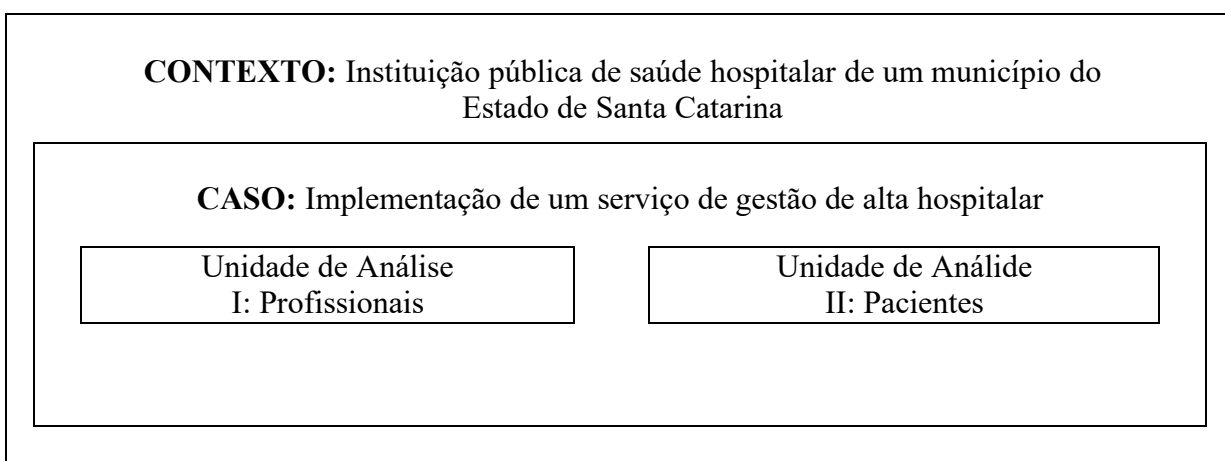 CONTEXTO: Instituição pública de saúde hospitalar de um município do
Estado de Santa Catarina
CASO: Implementação de um serviço de gestão de alta hospitalar
Unidade de Análise
I: Profissionais
Unidade de Análide
II: Pacientes